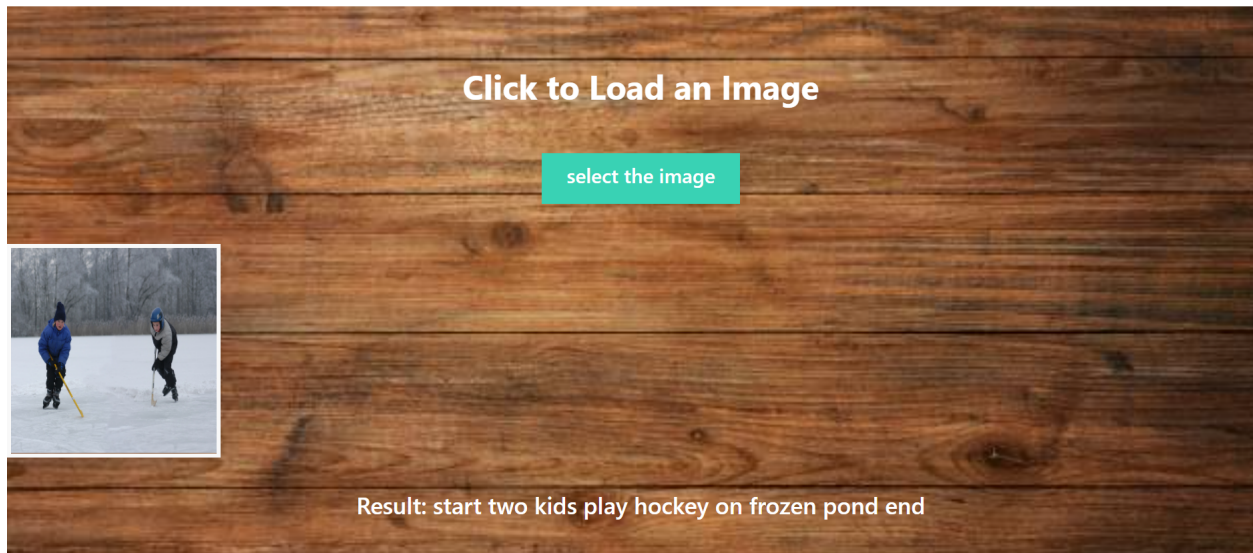 Click to Load an Image
select the image
Result: start two kids play hockey on frozen pond end